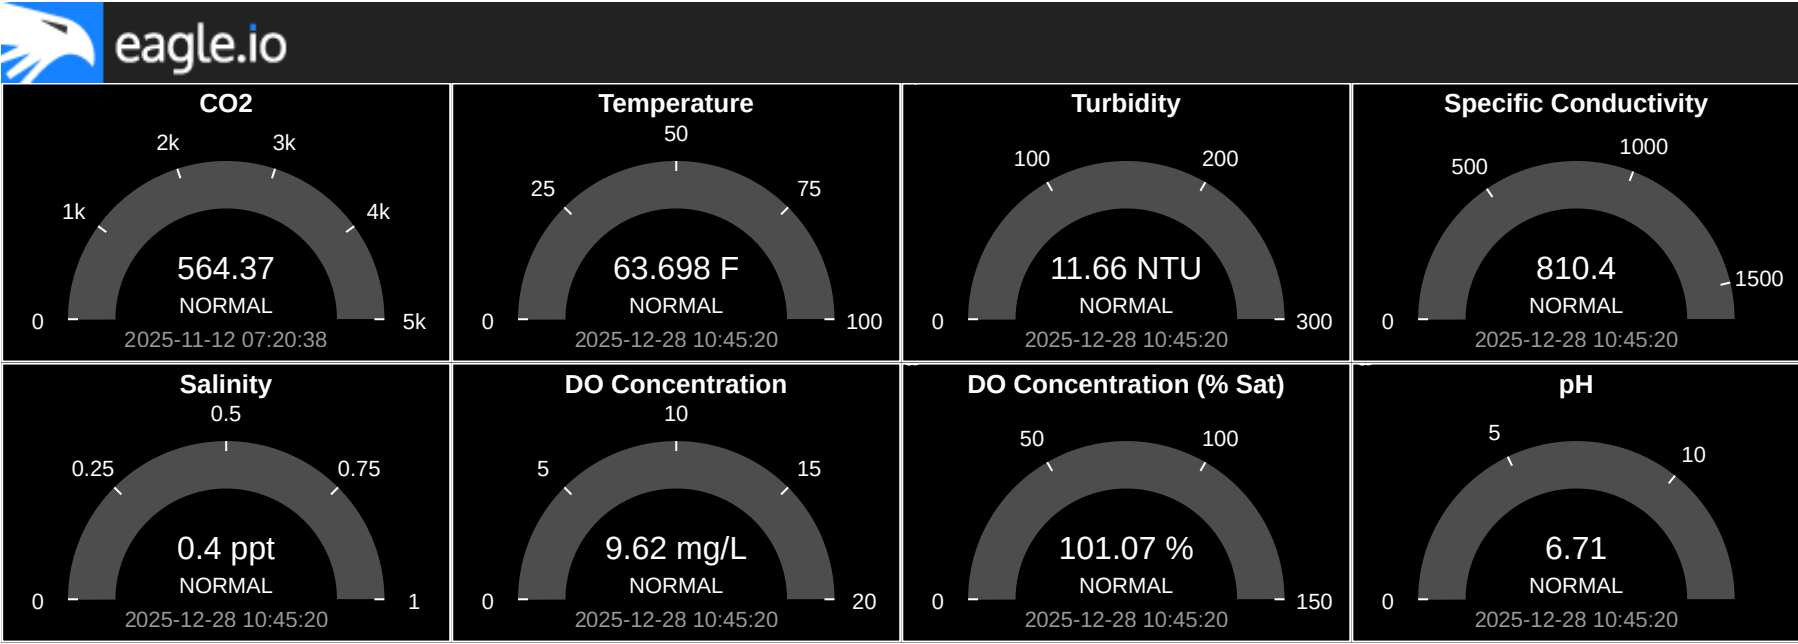 eagle.io
CO2
2k
3k
1k
4k
564.37
NORMAL
0
5k
2025-11-12 07:20:38
Temperature
50
25
75
63.698 F
NORMAL
0
100
2025-12-28 10:45:20
Turbidity
100
200
11.66 NTU
NORMAL
0
300
2025-12-28 10:45:20
Specific Conductivity
1000
500
810.4
1500
NORMAL
0
2025-12-28 10:45:20
Salinity
0.5
0.25
0.75
0.4 ppt
NORMAL
0
1
2025-12-28 10:45:20
DO Concentration
10
5
15
9.62 mg/L
NORMAL
0
20
2025-12-28 10:45:20
DO Concentration (% Sat)
50
100
101.07 %
NORMAL
0
150
2025-12-28 10:45:20
pH
5
10
6.71
NORMAL
0
2025-12-28 10:45:20